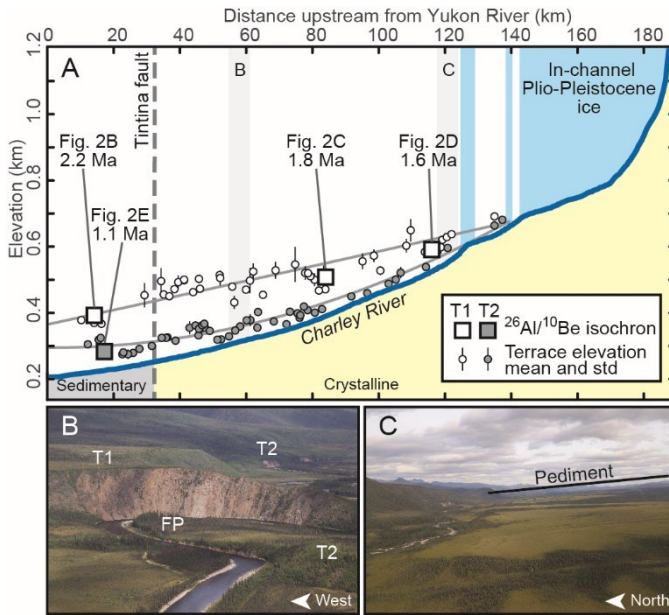 Distance upstream from Yukon River (km)
0 20 40 60 80 100 120 140 160 180
1.2
A
B
C
In-channel
Plio-Pleistocene
ice
1.0
Tintina fault
Elevation (km)
0.8
Fig. 2B
2.2 Ma
Fig. 2C
1.8 Ma
Fig. 2D
1.6 Ma
Fig. 2E
1.1 Ma
0.6
0.4
Charley River
T1 T2
26Al/10Be isochron
Terrace elevation
mean and std
0.2
Sedimentary
Crystalline
B
T1
T2
FP
T2
West
C
Pediment
North